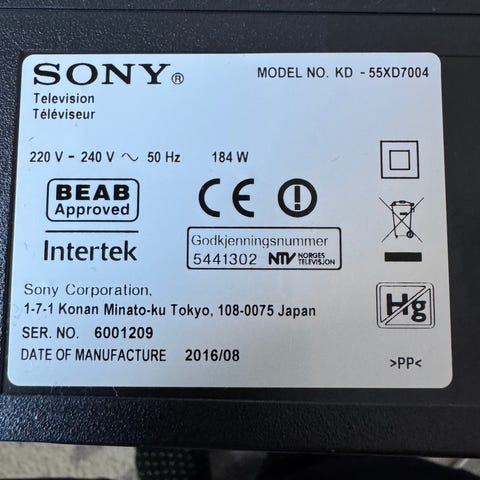 SONY®
MODEL NO. KD - 55XD7004
Television
Téléviseur
220 V - 240 V ~ 50 Hz 184 W
BEAB
Approved
CE
Intertek
Godkjenningsnummer
5441302 NTV NORGES
TELEVISJON
Hg
Sony Corporation,
1-7-1 Konan Minato-ku Tokyo, 108-0075 Japan
SER. NO. 6001209
DATE OF MANUFACTURE 2016/08
>PP<